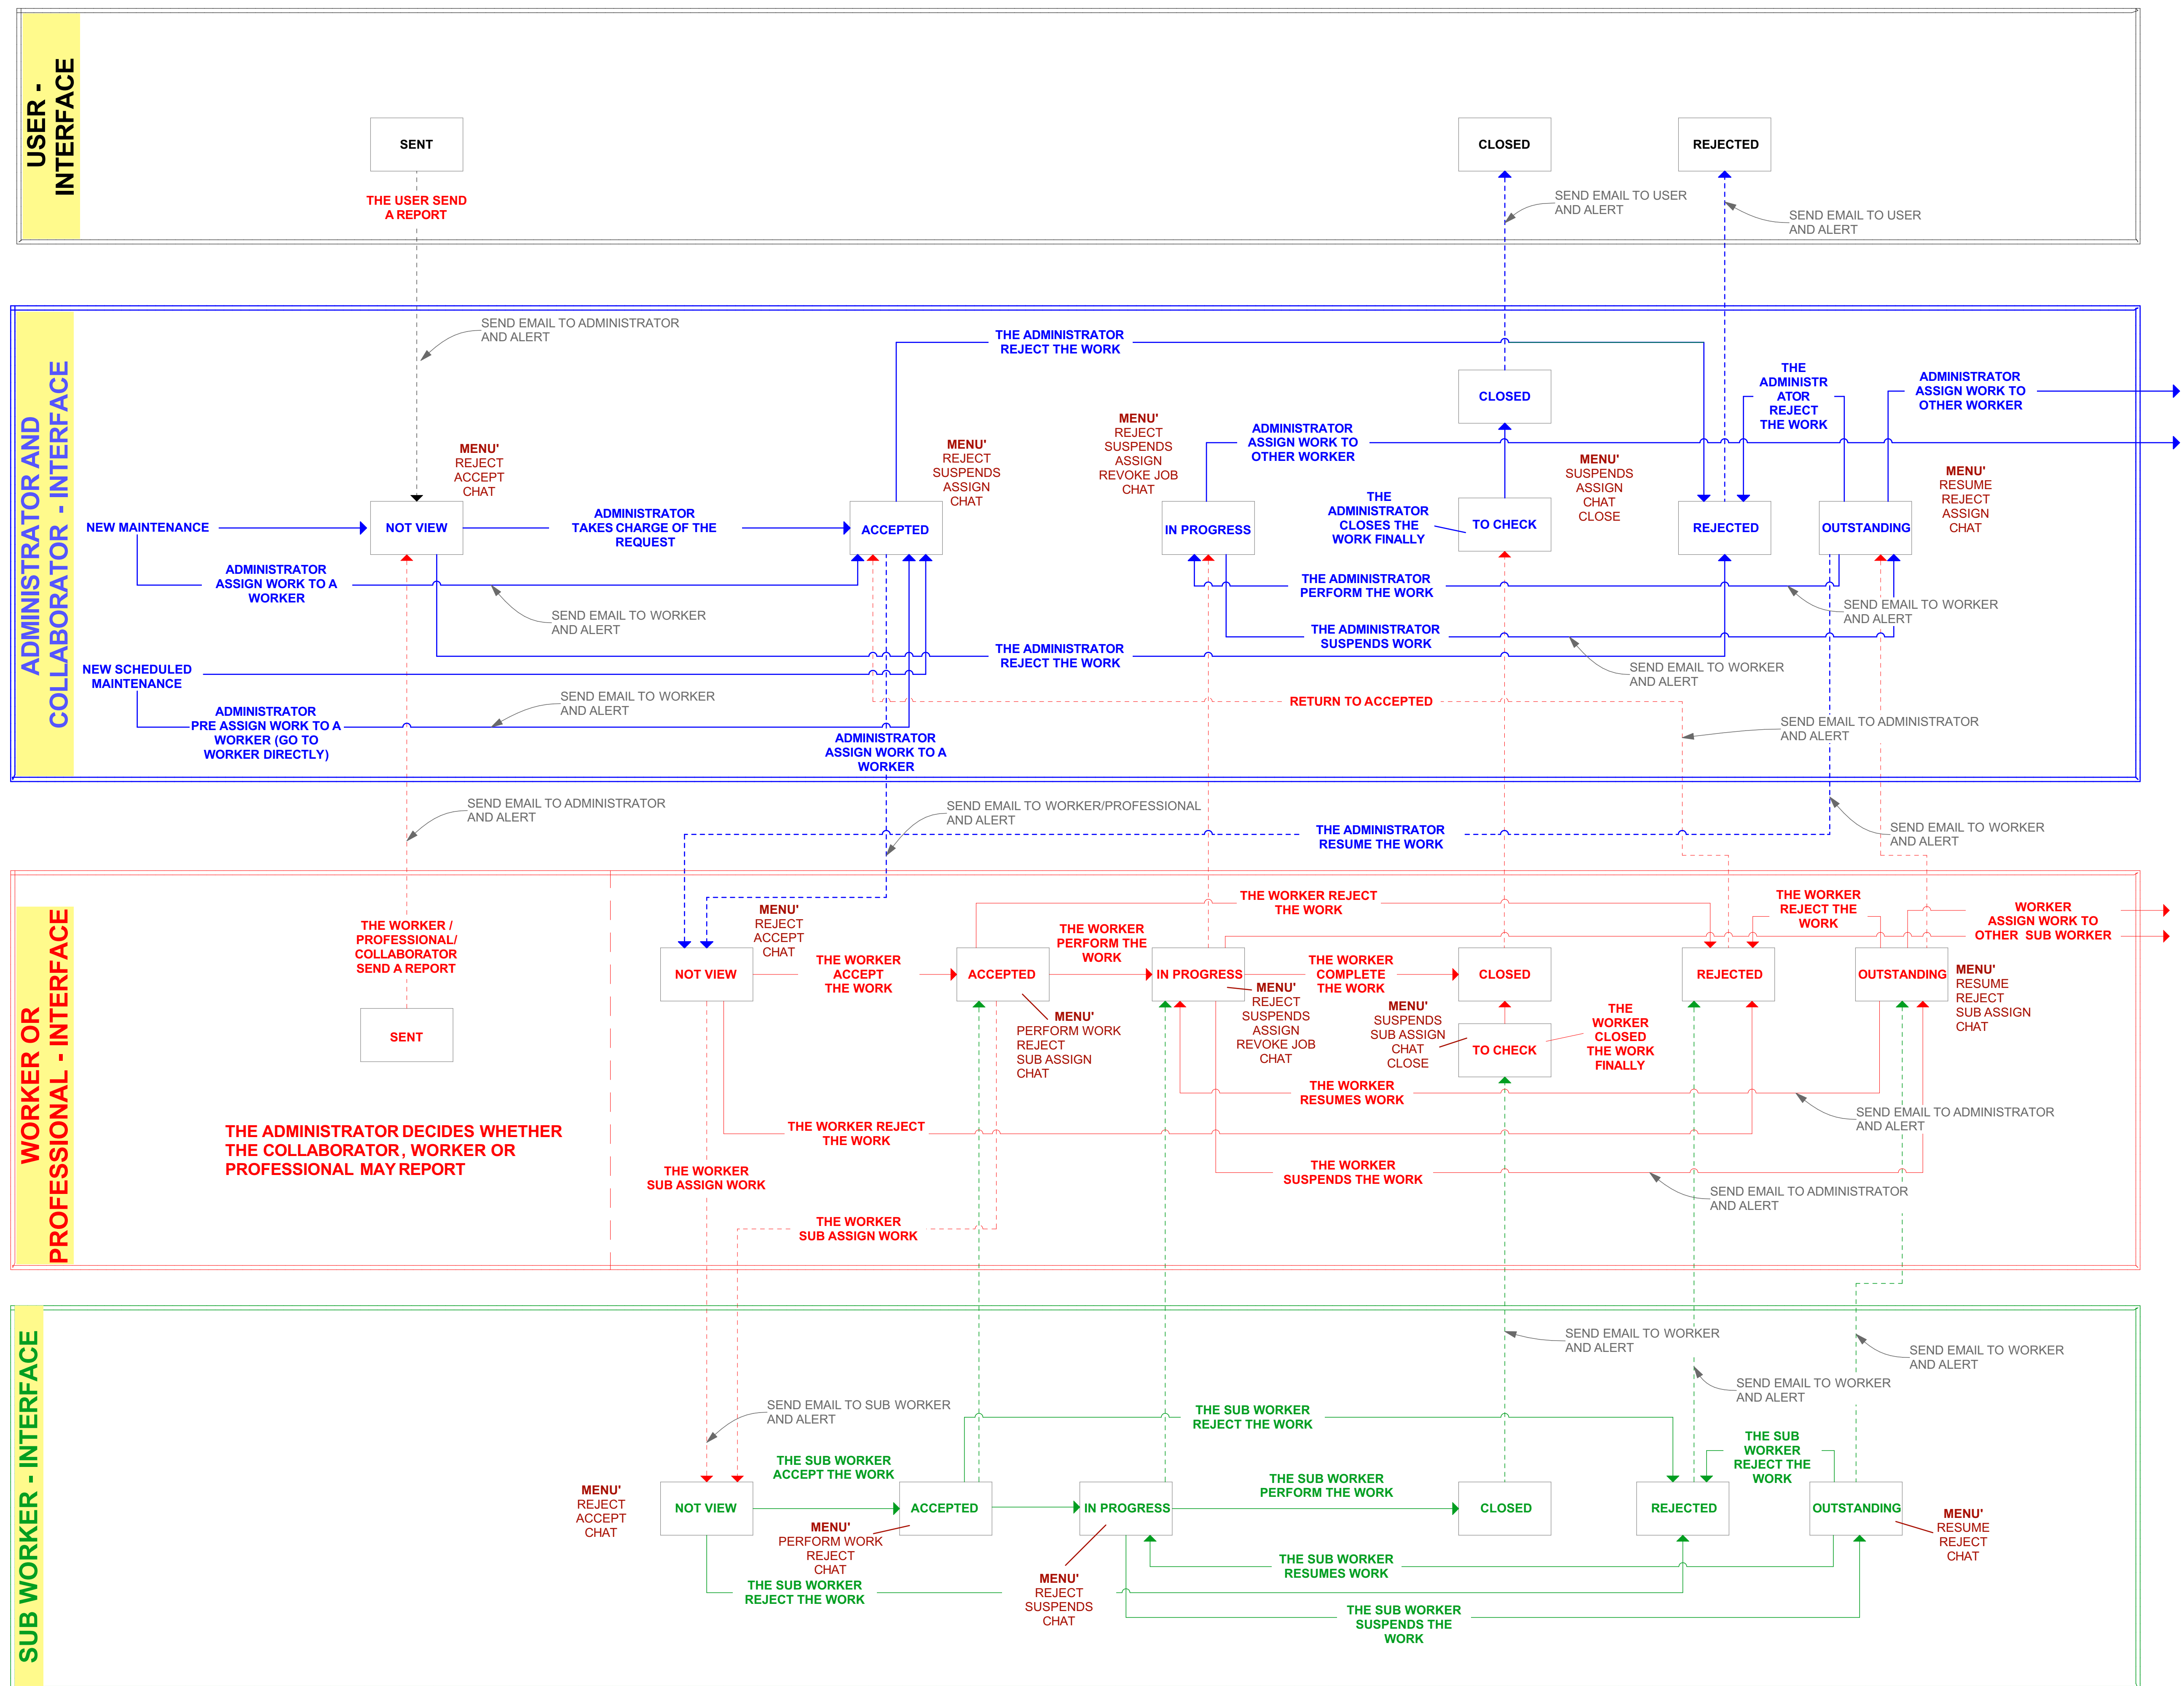 USER -
INTERFACE
SENT
CLOSED
REJECTED
THE USER SEND
A REPORT
SEND EMAIL TO USER
AND ALERT
SEND EMAIL TO USER
AND ALERT
ADMINISTRATOR AND
COLLABORATOR - INTERFACE
SEND EMAIL TO ADMINISTRATOR
AND ALERT
THE ADMINISTRATOR
REJECT THE WORK
CLOSED
THE
ADMINISTR
ATOR
REJECT
THE WORK
ADMINISTRATOR
ASSIGN WORK TO
OTHER WORKER
MENU'
REJECT
ACCEPT
CHAT
MENU'
REJECT
SUSPENDS
ASSIGN
CHAT
MENU'
REJECT
SUSPENDS
ASSIGN
REVOKE JOB
CHAT
ADMINISTRATOR
ASSIGN WORK TO
OTHER WORKER
MENU'
SUSPENDS
ASSIGN
CHAT
CLOSE
MENU'
RESUME
REJECT
ASSIGN
CHAT
NEW MAINTENANCE
NOT VIEW
ADMINISTRATOR
TAKES CHARGE OF THE
REQUEST
ACCEPTED
IN PROGRESS
THE
ADMINISTRATOR
CLOSES THE
WORK FINALLY
TO CHECK
REJECTED
OUTSTANDING
ADMINISTRATOR
ASSIGN WORK TO A
WORKER
SEND EMAIL TO WORKER
AND ALERT
THE ADMINISTRATOR
PERFORM THE WORK
SEND EMAIL TO WORKER
AND ALERT
THE ADMINISTRATOR
SUSPENDS WORK
THE ADMINISTRATOR
REJECT THE WORK
SEND EMAIL TO WORKER
AND ALERT
NEW SCHEDULED
MAINTENANCE
SEND EMAIL TO WORKER
AND ALERT
RETURN TO ACCEPTED
ADMINISTRATOR
PRE ASSIGN WORK TO A
WORKER (GO TO
WORKER DIRECTLY)
SEND EMAIL TO ADMINISTRATOR
AND ALERT
ADMINISTRATOR
ASSIGN WORK TO A
WORKER
SEND EMAIL TO ADMINISTRATOR
AND ALERT
SEND EMAIL TO WORKER/PROFESSIONAL
AND ALERT
THE ADMINISTRATOR
RESUME THE WORK
SEND EMAIL TO WORKER
AND ALERT
WORKER OR
PROFESSIONAL - INTERFACE
THE WORKER /
PROFESSIONAL/
COLLABORATOR
SEND A REPORT
SENT
THE ADMINISTRATOR DECIDES WHETHER
THE COLLABORATOR, WORKER OR
PROFESSIONAL MAY REPORT
MENU'
REJECT
ACCEPT
CHAT
THE WORKER REJECT
THE WORK
THE WORKER
REJECT THE
WORK
WORKER
ASSIGN WORK TO
OTHER SUB WORKER
THE WORKER
PERFORM THE
WORK
NOT VIEW
THE WORKER
ACCEPT
THE WORK
ACCEPTED
IN PROGRESS
THE WORKER
COMPLETE
THE WORK
CLOSED
REJECTED
OUTSTANDING
MENU'
RESUME
REJECT
SUB ASSIGN
CHAT
MENU'
PERFORM WORK
REJECT
SUB ASSIGN
CHAT
MENU'
REJECT
SUSPENDS
ASSIGN
REVOKE JOB
CHAT
MENU'
SUSPENDS
SUB ASSIGN
CHAT
CLOSE
TO CHECK
THE
WORKER
CLOSED
THE WORK
FINALLY
THE WORKER
RESUMES WORK
SEND EMAIL TO ADMINISTRATOR
AND ALERT
THE WORKER REJECT
THE WORK
THE WORKER
SUB ASSIGN WORK
THE WORKER
SUSPENDS THE WORK
SEND EMAIL TO ADMINISTRATOR
AND ALERT
THE WORKER
SUB ASSIGN WORK
SUB WORKER - INTERFACE
SEND EMAIL TO WORKER
AND ALERT
SEND EMAIL TO WORKER
AND ALERT
SEND EMAIL TO WORKER
AND ALERT
SEND EMAIL TO SUB WORKER
AND ALERT
THE SUB WORKER
REJECT THE WORK
THE SUB
WORKER
REJECT THE
WORK
THE SUB WORKER
ACCEPT THE WORK
THE SUB WORKER
PERFORM THE WORK
MENU'
REJECT
ACCEPT
CHAT
NOT VIEW
ACCEPTED
IN PROGRESS
CLOSED
REJECTED
OUTSTANDING
MENU'
PERFORM WORK
REJECT
CHAT
MENU'
RESUME
REJECT
CHAT
THE SUB WORKER
RESUMES WORK
THE SUB WORKER
REJECT THE WORK
MENU'
REJECT
SUSPENDS
CHAT
THE SUB WORKER
SUSPENDS THE
WORK